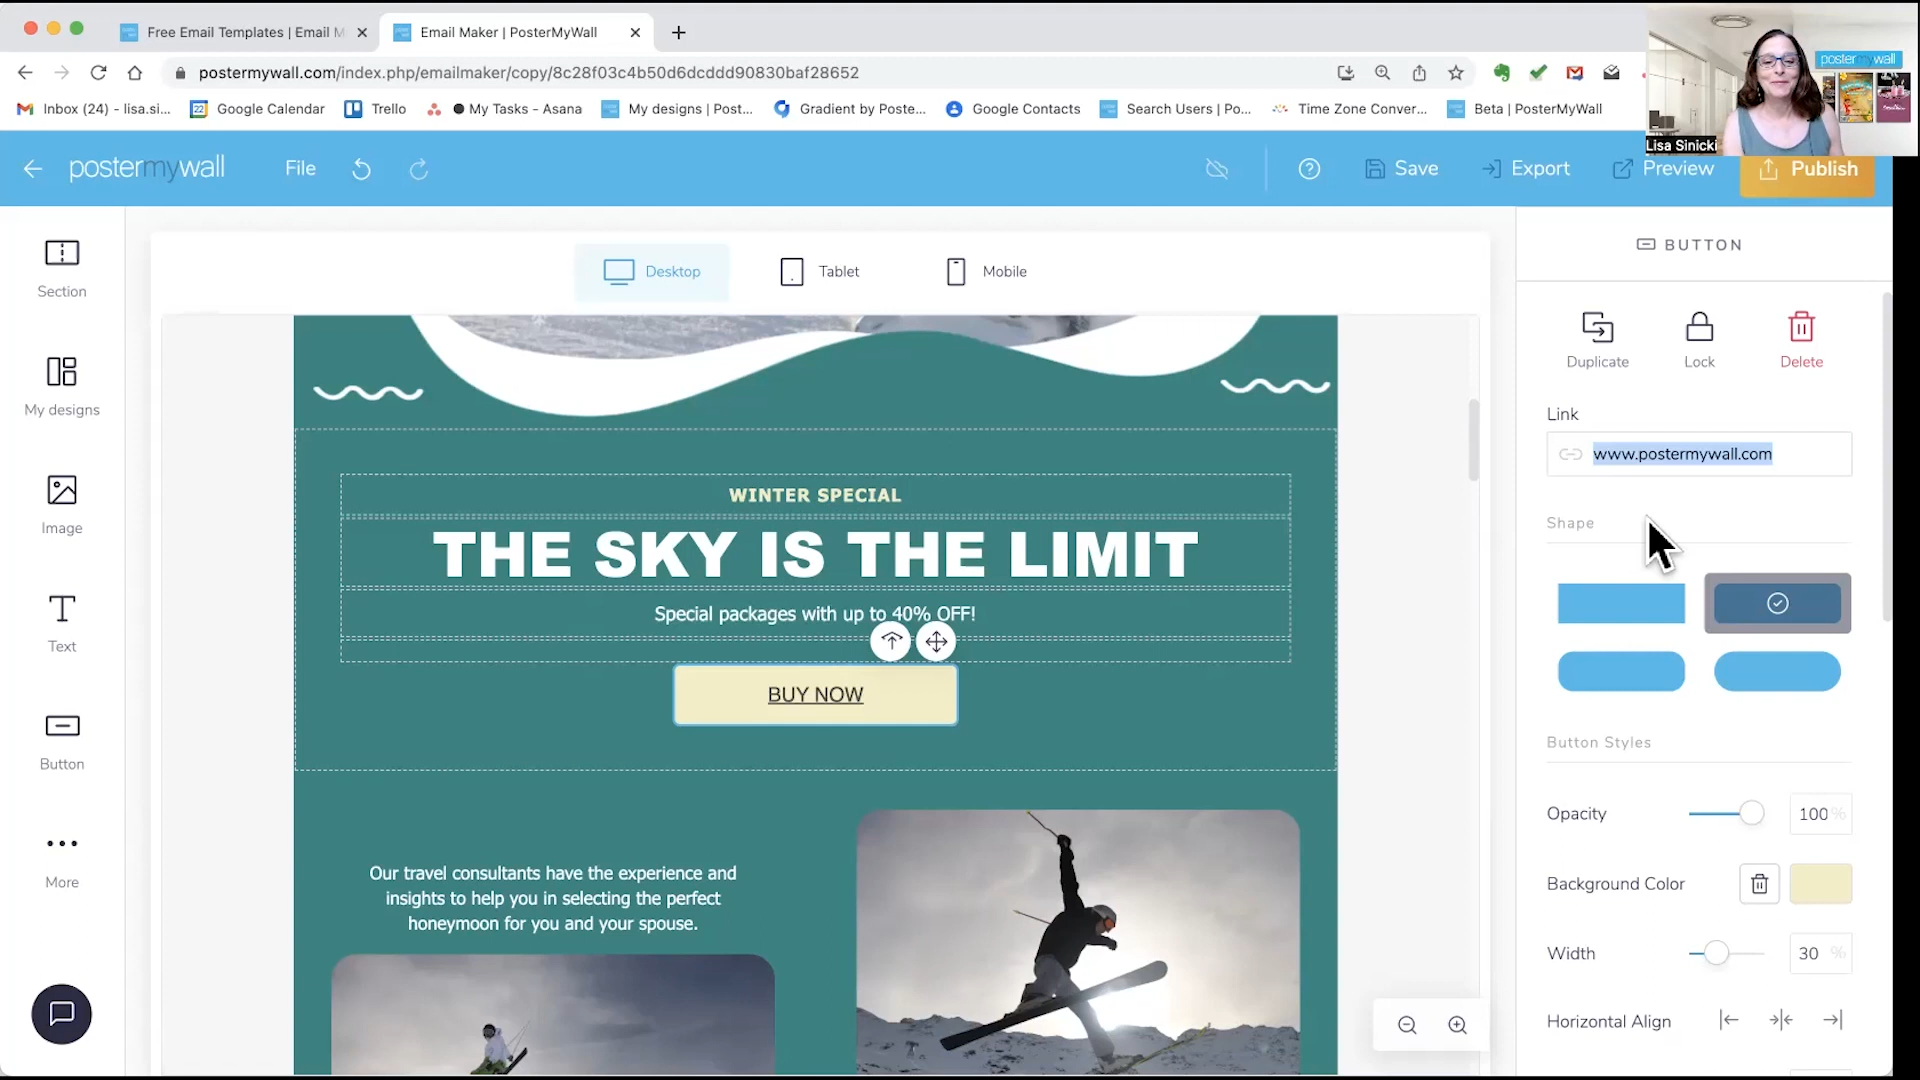 Free Email Templates | Email M
Email Maker | PosterMyWall
postermywall.com/index.php/emailmaker/copy/8c28f03c4b50d6dcddd90830baf28652
Inbox (24) - lisa.si...
22
Google Calendar
Trello
My Tasks - Asana
My designs | Post...
Gradient by Poste...
Google Contacts
Search Users | Po...
Time Zone Conver...
Beta | PosterMyWall
postermywall
Lisa Sinicki
postermywall
File
Save
Export
Preview
Publish
Section
My designs
Image
Text
Button
More
Desktop
Tablet
Mobile
WINTER SPECIAL
THE SKY IS THE LIMIT
Special packages with up to 40% OFF!
BUY NOW
Our travel consultants have the experience and
insights to help you in selecting the perfect
honeymoon for you and your spouse.
BUTTON
Duplicate
Lock
Delete
Link
www.postermywall.com
Shape
Button Styles
Opacity
100 %
Background Color
Width
30 %
Horizontal Align